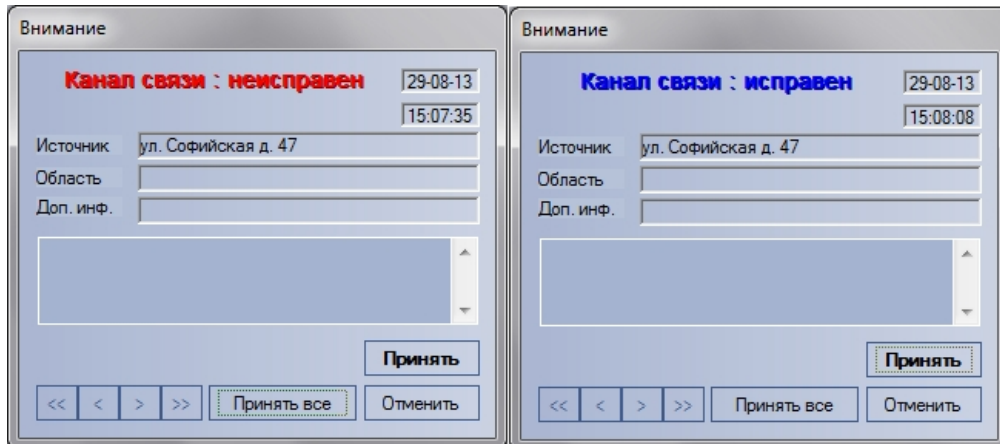 Внимание
Канал связи : неисправен
29-08-13
15:07:35
Источник ул. Софийская д. 47
Область
Доп. инф.
Принять
<< < > >> Принять все Отменить
Внимание
Канал связи : исправен
29-08-13
15:08:08
Источник ул. Софийская д. 47
Область
Доп. инф.
Принять
<< < > >> Принять все Отменить